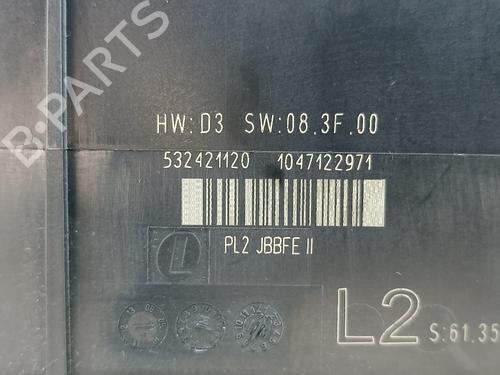 HW:D3 SW:08.3F.00
532421120 1047122971
PL2 JBBFE II
L
L2 S:61.35
B-PARTS